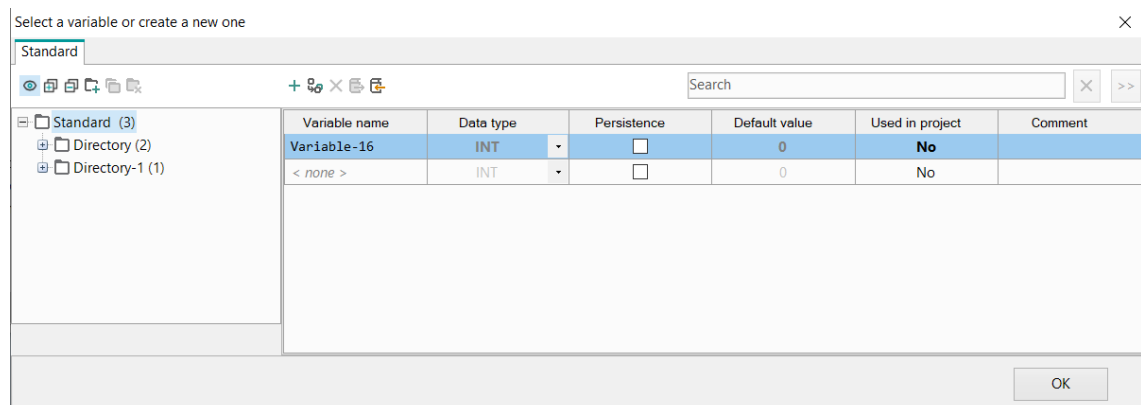 Select a variable or create a new one
Standard
Search
>>
Standard (3)
Directory (2)
Directory-1 (1)
Variable name Data type Persistence Default value Used in project Comment
Variable-16 INT 0 No
< none > INT 0 No
OK